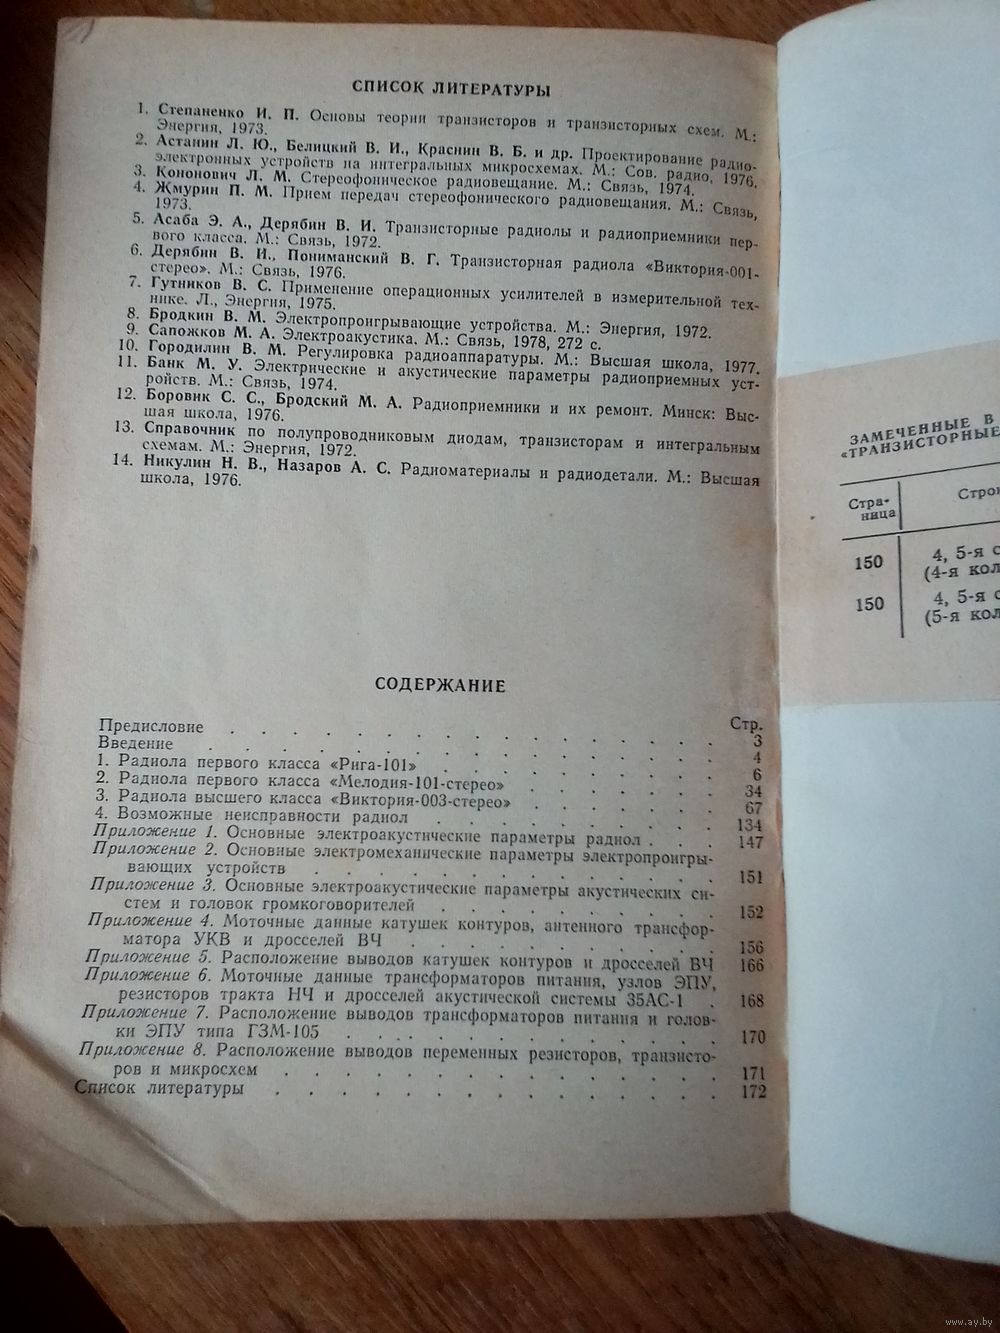 СПИСОК ЛИТЕРАТУРЫ
1. Степаненко И. П. Основы теории транзисторов и транзисторных схем. М.:
Энергия, 1973.
2. Астанин Л. Ю., Белицкий В. И., Краснин В. Б. и др. Проектирование радио-
электронных устройств на интегральных микросхемах. М.: Сов. радио, 1976.
3. Кононович Л. М. Стереофоническое радиовещание. М.: Связь, 1974.
4. Жмурин П. М. Прием передач стереофонического радиовещания. М.: Связь,
1973.
5. Асаба Э. А., Дерябин В. И. Транзисторные радиолы и радиоприемники пер-
вого класса. М.: Связь, 1972.
6. Дерябин В. И., Пониманский В. Г. Транзисторная радиола «Виктория-001-
стерео». М.: Связь, 1976.
7. Гутников В. С. Применение операционных усилителей в измерительной тех-
нике. Л., Энергия, 1975.
8. Бродкин В. М. Электропроигрывающие устройства. М.: Энергия, 1972.
9. Сапожков М. А. Электроакустика. М.: Связь, 1978, 272 с.
10. Городилин В. М. Регулировка радиоаппаратуры. М.: Высшая школа, 1977.
11. Банк М. У. Электрические и акустические параметры радиоприемных уст-
ройств. М.: Связь, 1974.
12. Боровик С. С., Бродский М. А. Радиоприемники и их ремонт. Минск: Выс-
шая школа, 1976.
13. Справочник по полупроводниковым диодам, транзисторам и интегральным
схемам. М.: Энергия, 1972.
14. Никулин Н. В., Назаров А. С. Радиоматериалы и радиодетали. М.: Высшая
школа, 1976.
СОДЕРЖАНИЕ
Стр.
Предисловие . . . . . . . . . . . . . . . 3
Введение . . . . . . . . . . . . . . . 4
1. Радиола первого класса «Рига-101» . . . . . . . . 6
2. Радиола первого класса «Мелодия-101-стерео» . . . . . 34
3. Радиола высшего класса «Виктория-003-стерео» . . . . . 67
4. Возможные неисправности радиол . . . . . . . . 134
Приложение 1. Основные электроакустические параметры радиол . . . 147
Приложение 2. Основные электромеханические параметры электропроигры-
вающих устройств . . . . . . . . . . . 151
Приложение 3. Основные электроакустические параметры акустических си-
стем и головок громкоговорителей . . . . . . . . 152
Приложение 4. Моточные данные катушек контуров, антенного трансфор-
матора УКВ и дросселей ВЧ . . . . . . . . . 156
Приложение 5. Расположение выводов катушек контуров и дросселей ВЧ 166
Приложение 6. Моточные данные трансформаторов питания, узлов ЭПУ,
резисторов тракта НЧ и дросселей акустической системы 35АС-1 . 168
Приложение 7. Расположение выводов трансформаторов питания и голов-
ки ЭПУ типа ГЗМ-105 . . . . . . . . . . . 170
Приложение 8. Расположение выводов переменных резисторов, транзисто-
ров и микросхем . . . . . . . . . . . . 171
Список литературы . . . . . . . . . . . . 172
ЗАМЕЧЕННЫЕ В
«ТРАНЗИСТОРНЫЕ
Стра-
ница
150 4, 5-я
(4-я
150 4, 5-я
(5-я
www.ay.by